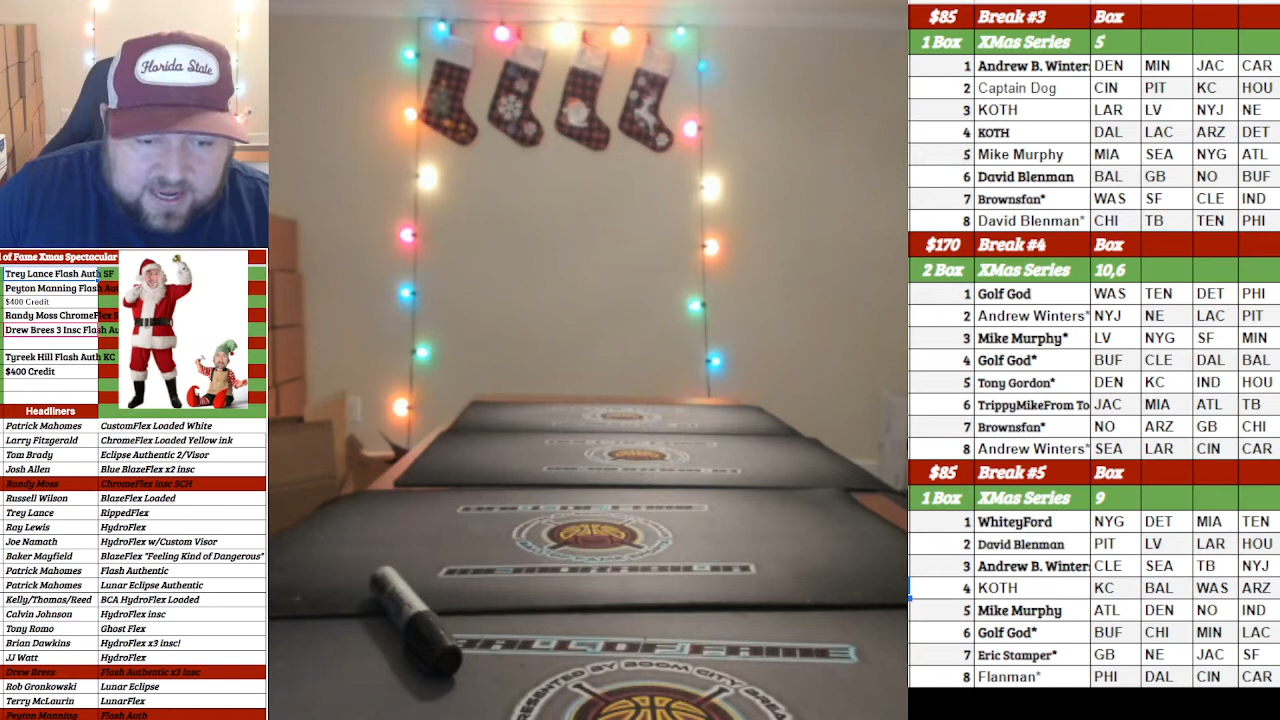 Florida State
l of Fame Xmas Spectacular
Trey Lance Flash Auth SF
Peyton Manning Flash Aut
$400 Credit
Randy Moss ChromeFlex S
Drew Brees 3 Insc Flash Au
Tyreek Hill Flash Auth KC
$400 Credit
Headliners
Patrick Mahomes CustomFlex Loaded White
Larry Fitzgerald ChromeFlex Loaded Yellow ink
Tom Brady Eclipse Authentic 2/Visor
Josh Allen Blue BlazeFlex x2 insc
Randy Moss ChromeFlex insc SCH
Russell Wilson BlazeFlex Loaded
Trey Lance RippedFlex
Ray Lewis HydroFlex
Joe Namath HydroFlex w/Custom Visor
Baker Mayfield BlazeFlex "Feeling Kind of Dangerous"
Patrick Mahomes Flash Authentic
Patrick Mahomes Lunar Eclipse Authentic
Kelly/Thomas/Reed BCA HydroFlex Loaded
Calvin Johnson HydroFlex insc
Tony Romo Ghost Flex
Brian Dawkins HydroFlex x3 insc!
JJ Watt HydroFlex
Drew Brees Flash Authentic x3 insc
Rob Gronkowski Lunar Eclipse
Terry McLaurin LunarFlex
Peyton Manning Flash Auth
HALL OF FAME
PRESENTED BY BOOM CITY BREA
$85 Break #3 Box
1 Box XMas Series 5
1 Andrew B. Winters DEN MIN JAC CAR
2 Captain Dog CIN PIT KC HOU
3 KOTH LAR LV NYJ NE
4 KOTH DAL LAC ARZ DET
5 Mike Murphy MIA SEA NYG ATL
6 David Blenman BAL GB NO BUF
7 Brownsfan* WAS SF CLE IND
8 David Blenman* CHI TB TEN PHI
$170 Break #4 Box
2 Box XMas Series 10,6
1 Golf God WAS TEN DET PHI
2 Andrew Winters* NYJ NE LAC PIT
3 Mike Murphy* LV NYG SF MIN
4 Golf God* BUF CLE DAL BAL
5 Tony Gordon* DEN KC IND HOU
6 TrippyMikeFrom To JAC MIA ATL TB
7 Brownsfan* NO ARZ GB CHI
8 Andrew Winters* SEA LAR CIN CAR
$85 Break #5 Box
1 Box XMas Series 9
1 WhiteyFord NYG DET MIA TEN
2 David Blenman PIT LV LAR HOU
3 Andrew B. Winters CLE SEA TB NYJ
4 KOTH KC BAL WAS ARZ
5 Mike Murphy ATL DEN NO IND
6 Golf God* BUF CHI MIN LAC
7 Eric Stamper* GB NE JAC SF
8 Flanman* PHI DAL CIN CAR